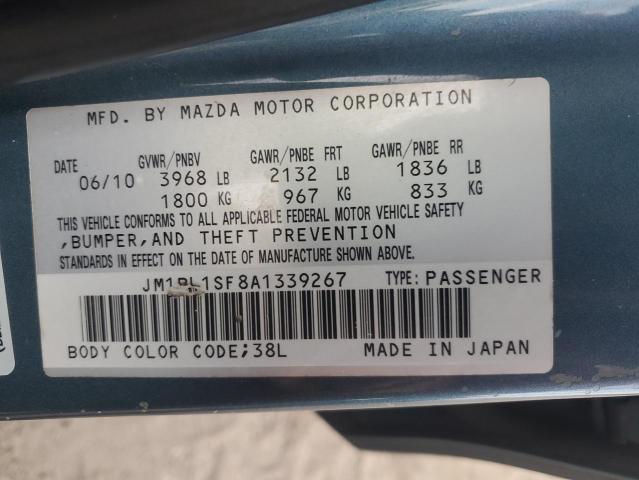 MFD. BY MAZDA MOTOR CORPORATION
DATE GVWR/PNBV GAWR/PNBE FRT GAWR/PNBE RR
06/10 3968 LB 2132 LB 1836 LB
1800 KG 967 KG 833 KG
THIS VEHICLE CONFORMS TO ALL APPLICABLE FEDERAL MOTOR VEHICLE SAFETY
,BUMPER,AND THEFT PREVENTION
STANDARDS IN EFFECT ON THE DATE OF MANUFACTURE SHOWN ABOVE.
JM1BL1SF8A1339267 TYPE: PASSENGER
BODY COLOR CODE;38L MADE IN JAPAN